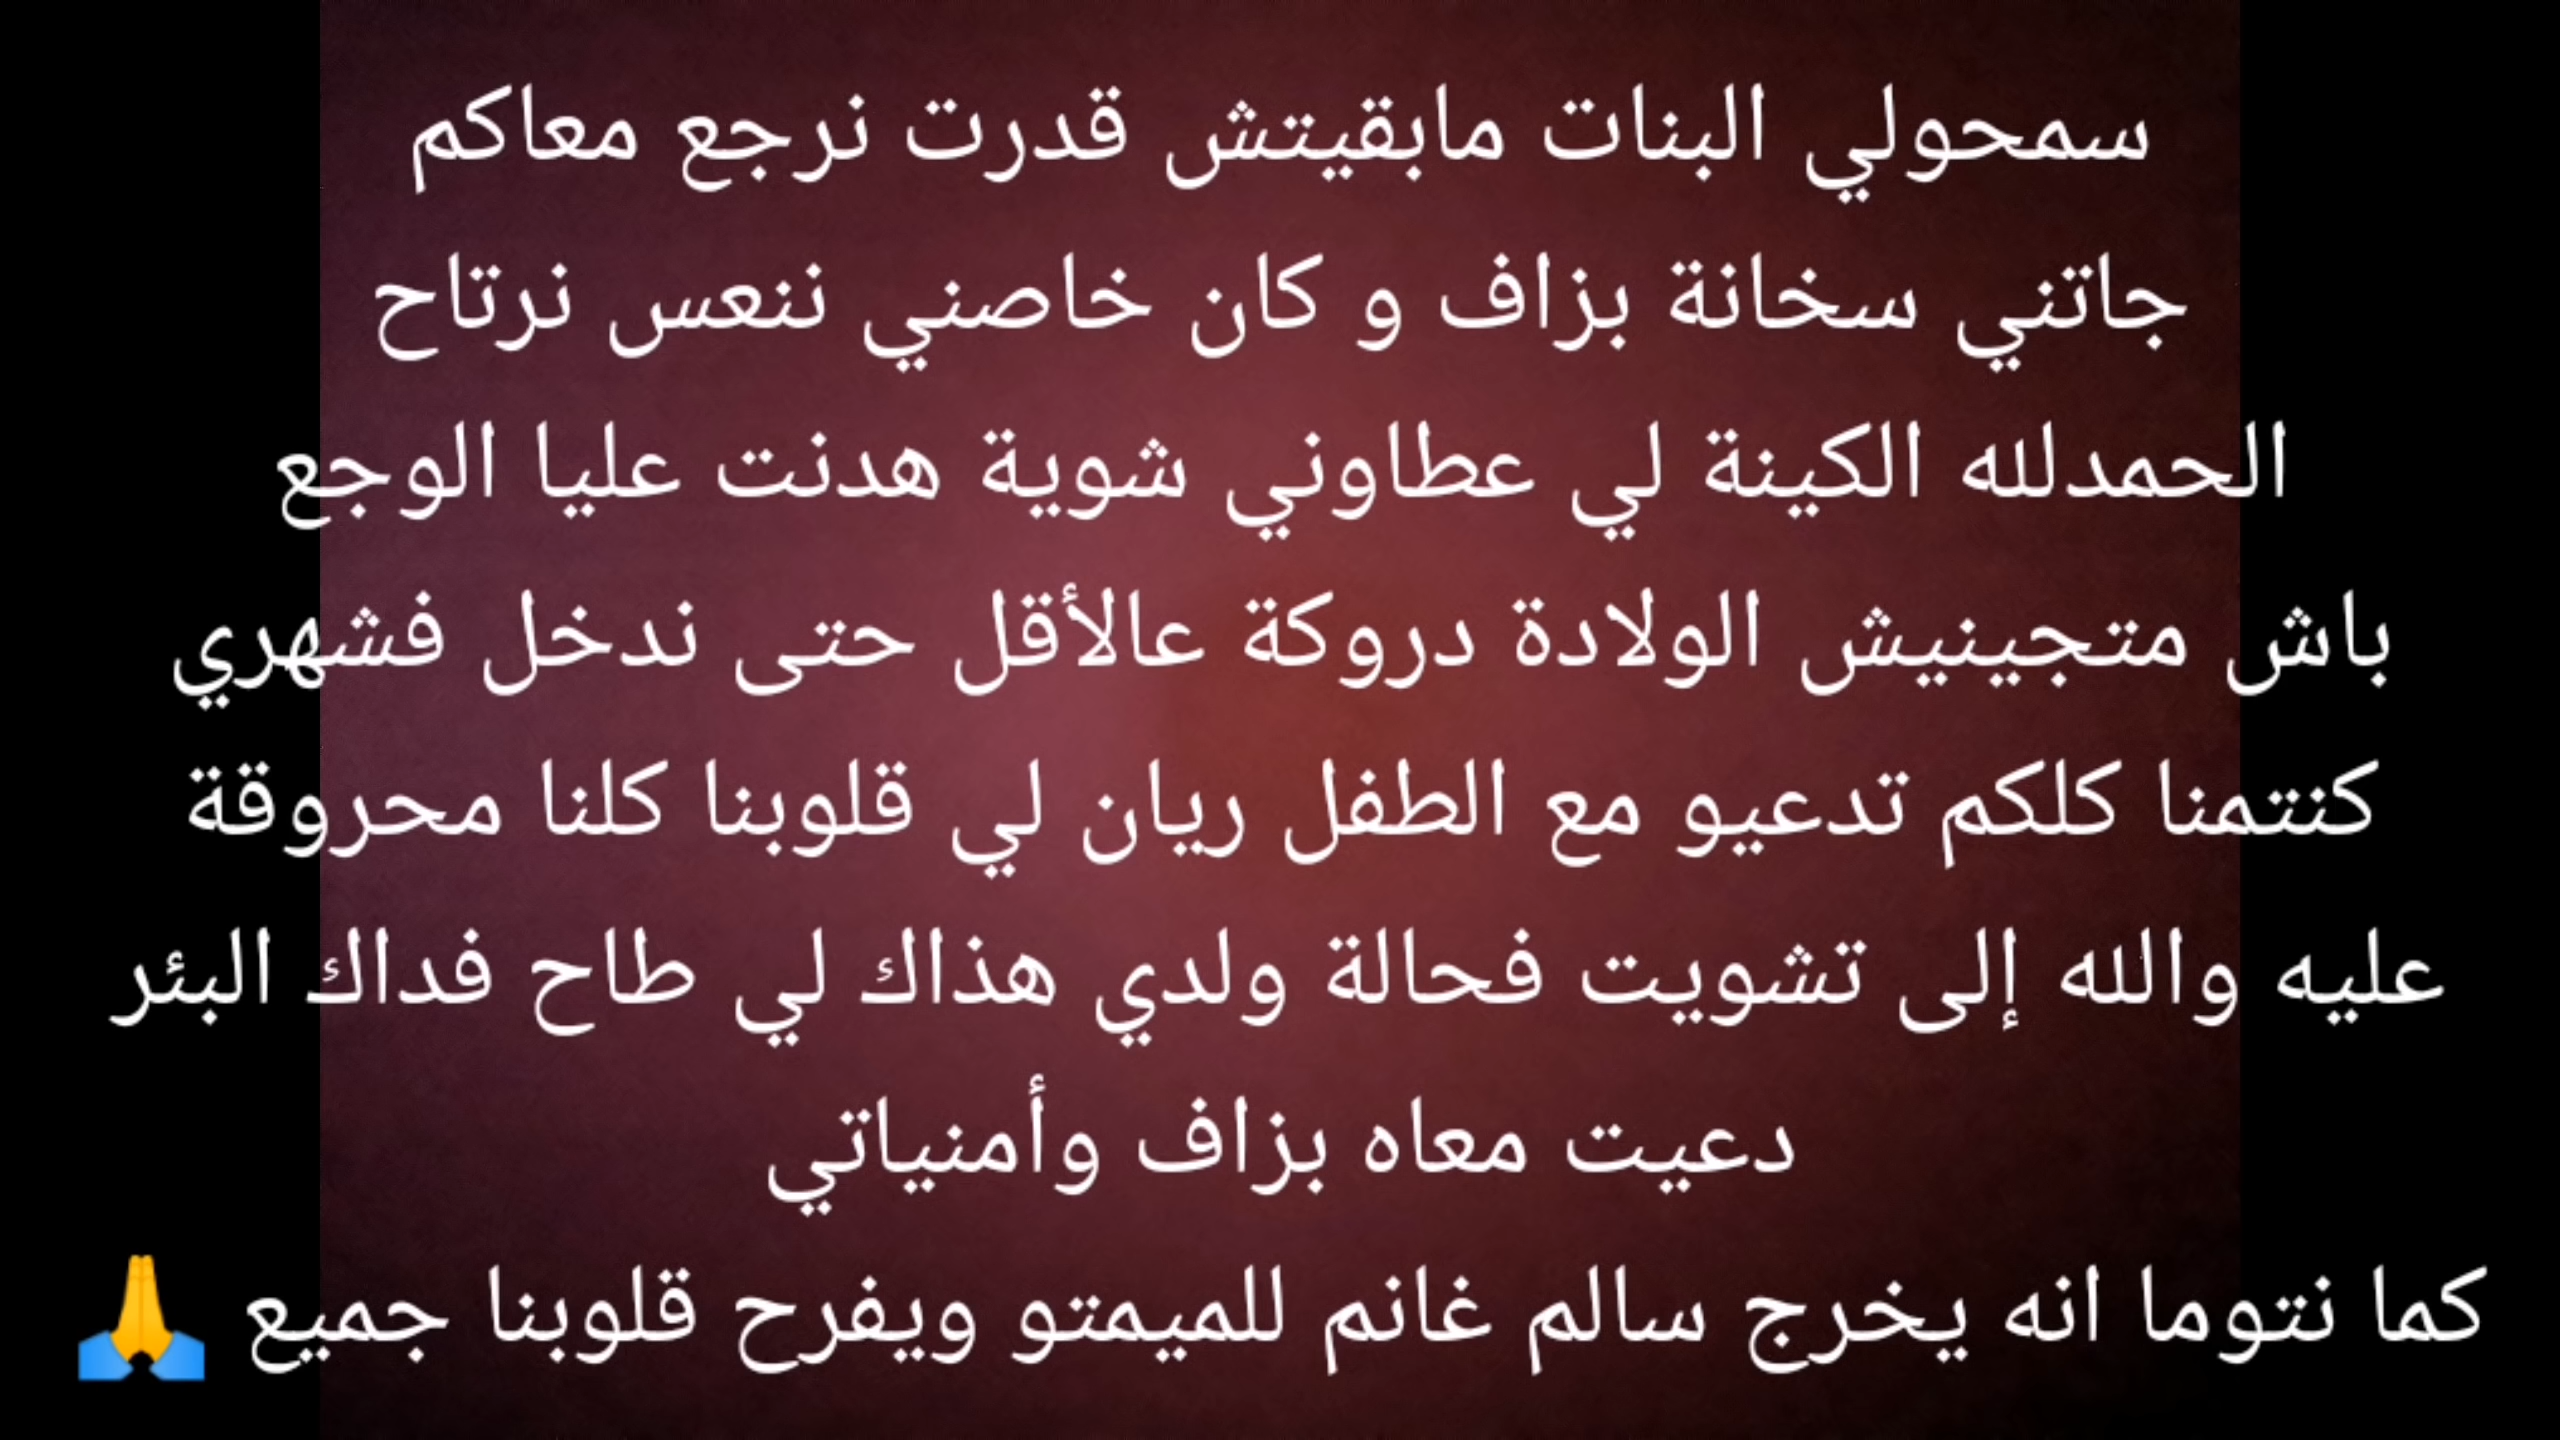 سمحولي البنات مابقيتش قدرت نرجع معاكم
جاتني سخانة بزاف و كان خاصني ننعس نرتاح
الحمدلله الكينة لي عطاوني شوية هدنت عليا الوجع
باش متجينيش الولادة دروكة عالأقل حتى ندخل فشهري
كنتمنا كلكم تدعيو مع الطفل ريان لي قلوبنا كلنا محروقة
عليه والله إلى تشويت فحالة ولدي هذاك لي طاح فداك البئر
دعيت معاه بزاف وأمنياتي
كما نتوما انه يخرج سالم غانم للميمتو ويفرح قلوبنا جميع 🙏